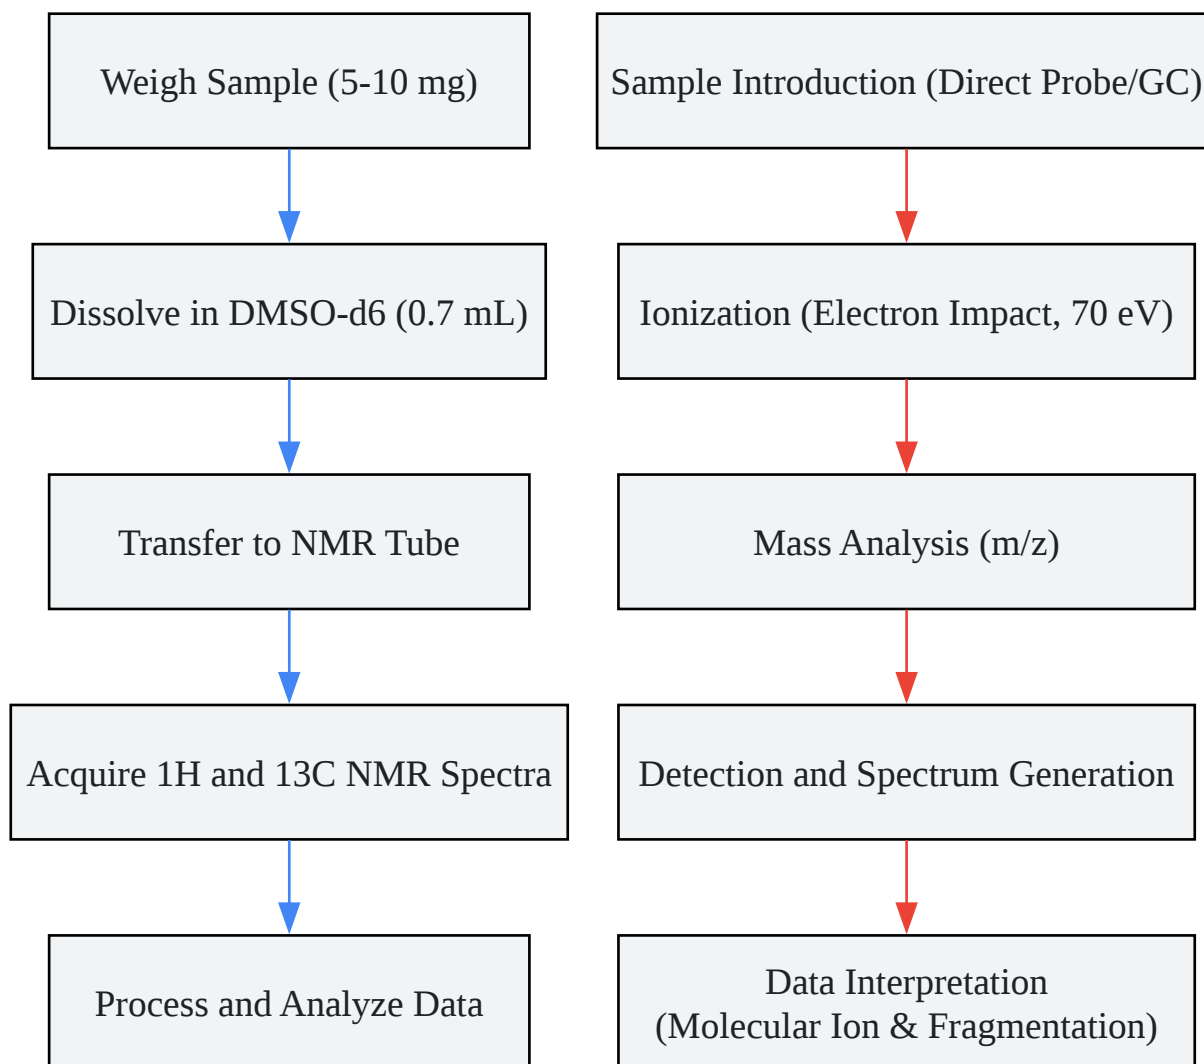 Weigh Sample (5-10 mg)
Dissolve in DMSO-d6 (0.7 mL)
Transfer to NMR Tube
Acquire 1H and 13C NMR Spectra
Process and Analyze Data
Sample Introduction (Direct Probe/GC)
Ionization (Electron Impact, 70 eV)
Mass Analysis (m/z)
Detection and Spectrum Generation
Data Interpretation
(Molecular Ion & Fragmentation)